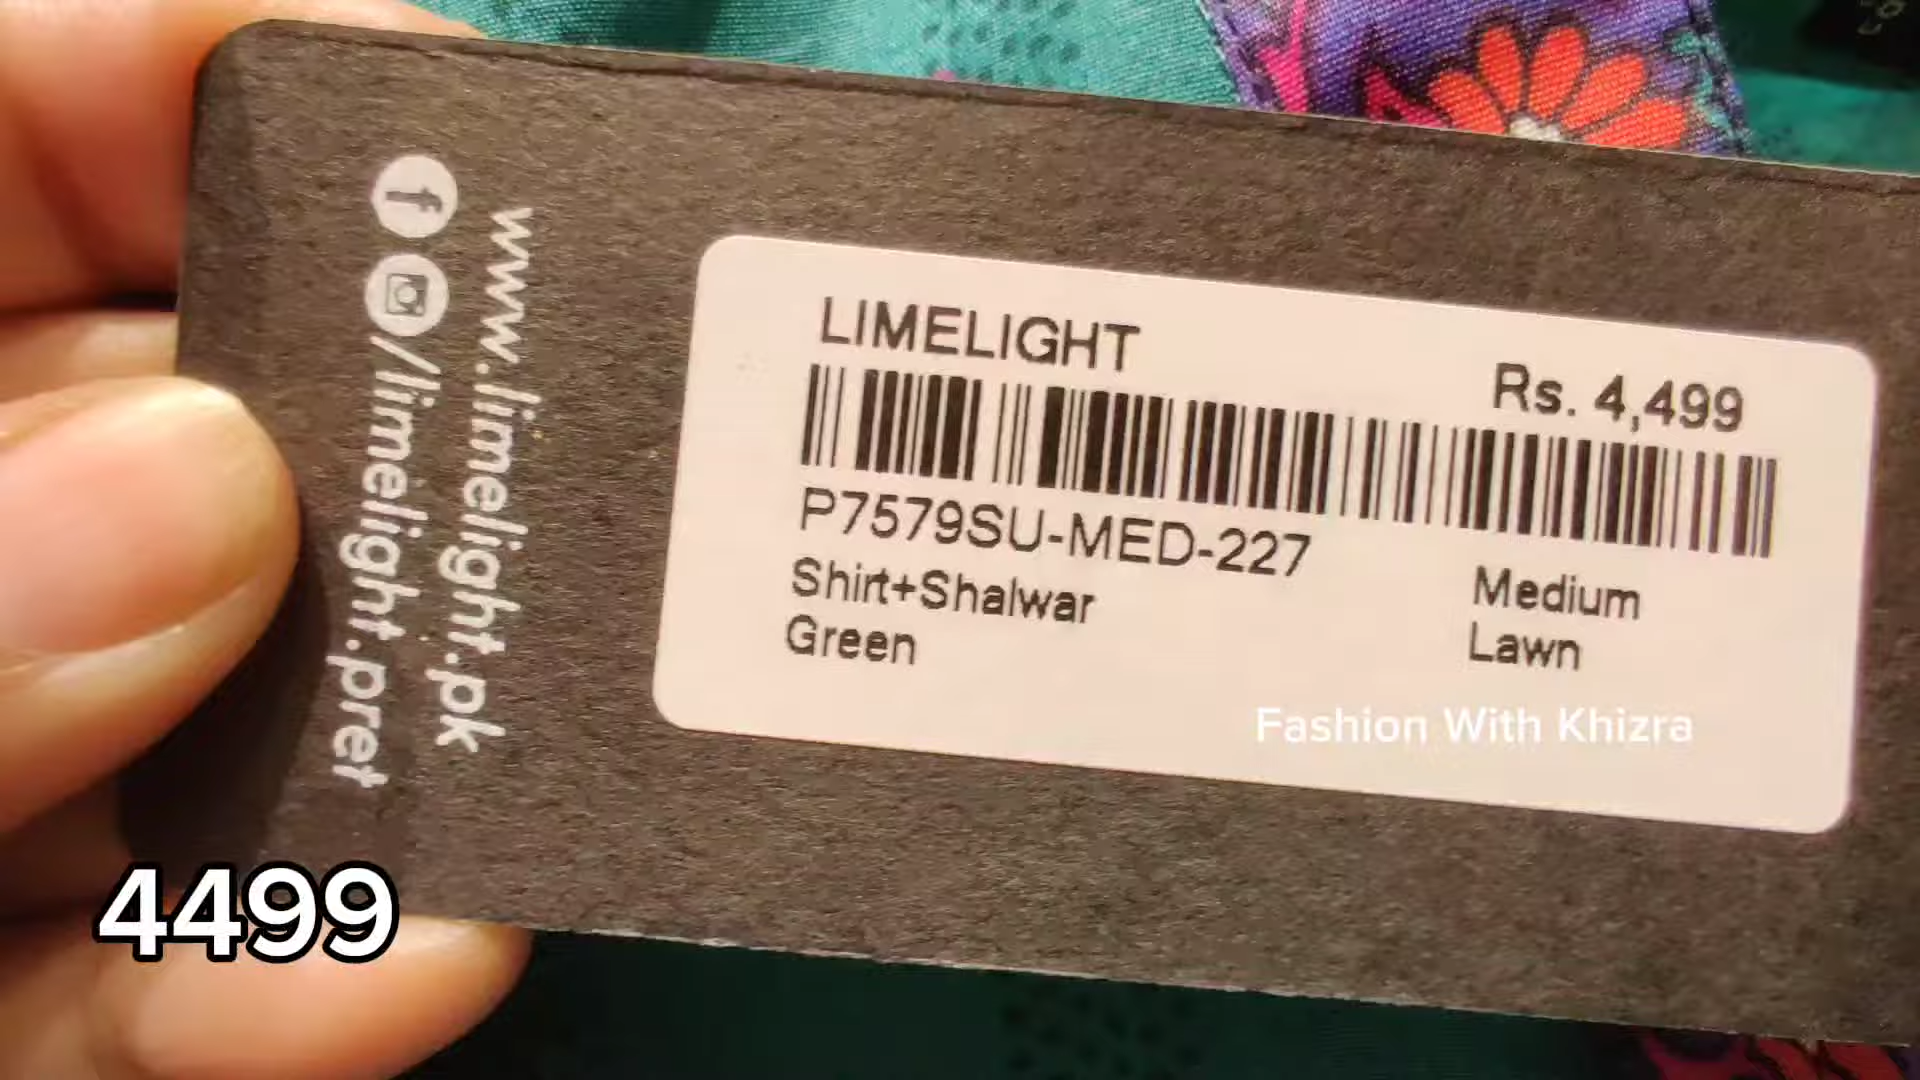 www.limelight.pk
/limelight.pret
LIMELIGHT
Rs. 4,499
P7579SU-MED-227
Shirt+Shalwar
Medium
Green
Lawn
Fashion With Khizra
4499